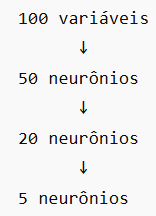 100 variáveis
↓
50 neurônios
↓
20 neurônios
↓
5 neurônios